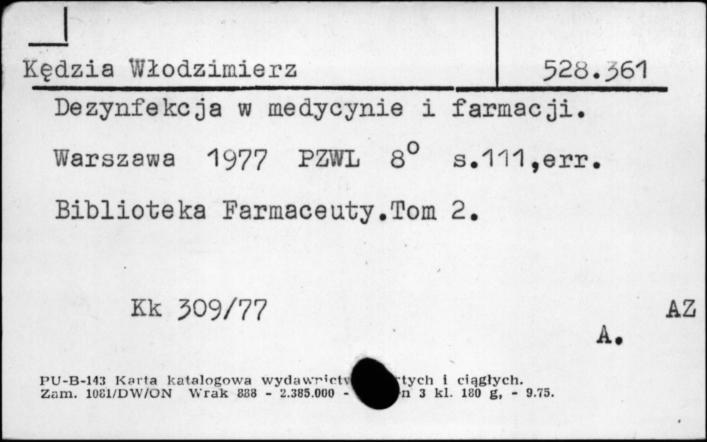 Kędzia Włodzimierz 528.361
Dezynfekcja w medycynie i farmacji.
Warszawa 1977 PZWL 8° s.111,err.
Biblioteka Farmaceuty.Tom 2.
Kk 309/77 AZ
A.
PU-B-143 Karta katalogowa i ciągłych.
Zam. 1081/DW/ON Wrak 888 - 2.385.000 - 3 kl. 180 g, - 9.75.